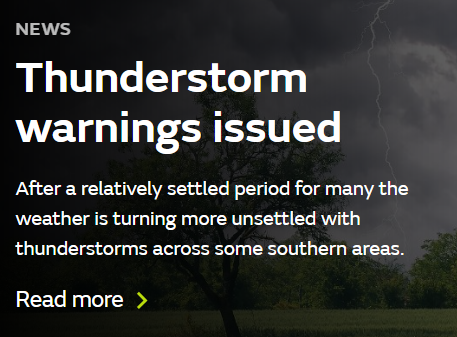 NEWS
Thunderstorm
warnings issued
After a relatively settled period for many the
weather is turning more unsettled with
thunderstorms across some southern areas.
Read more